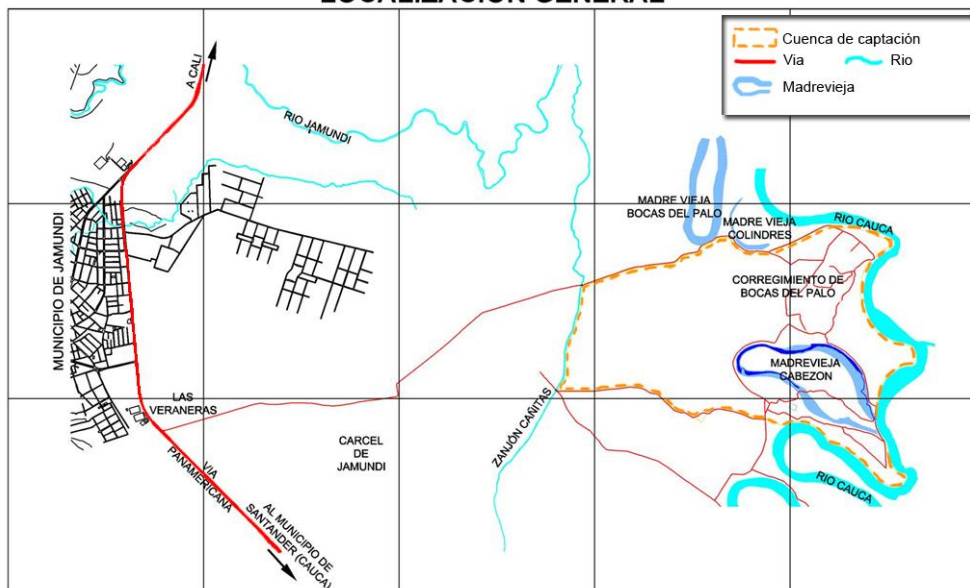 LOCALIZACION GENERAL
Cuenca de captación
Via
Rio
Madrevieja
A CALI
RIO JAMUNDI
MADRE VIEJA
BOCAS DEL PALO
MADRE VIEJA
COLINDRES
RIO CAUCA
CORREGIMIENTO DE
BOCAS DEL PALO
MUNICIPIO DE JAMUNDI
MADREVIEJA
CABEZON
LAS
VERANERAS
CARCEL
DE
JAMUNDI
ZANJÓN CAÑITAS
VIA
PANAMERICANA
RIO CAUCA
AL MUNICIPIO DE
SANTANDER (CAUCA)